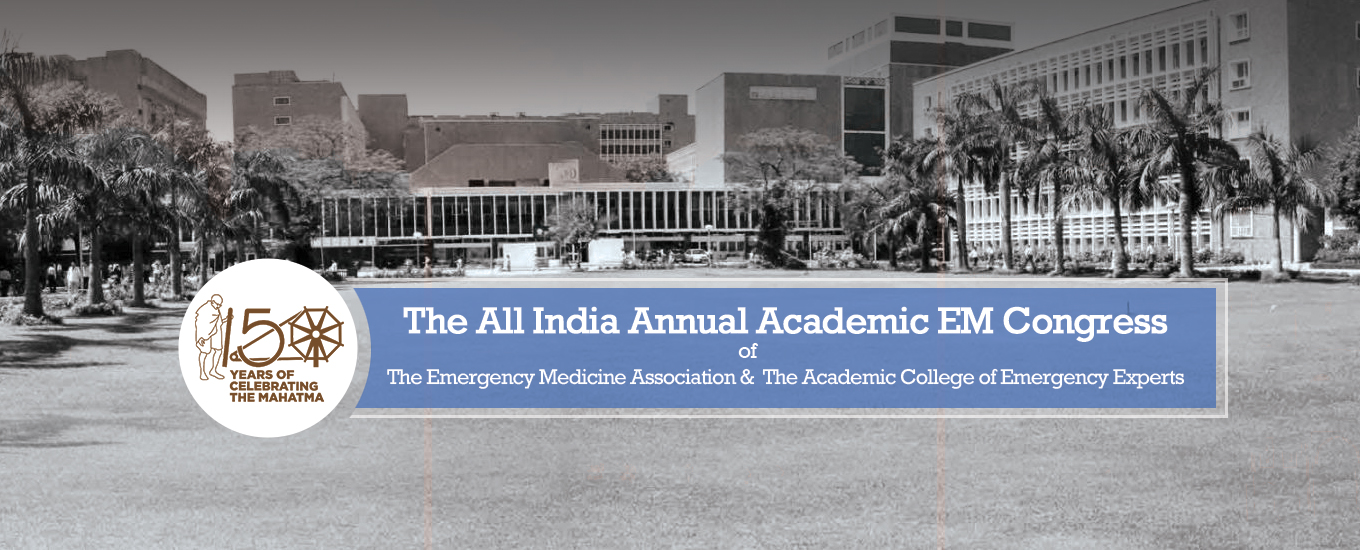 150
YEARS OF
CELEBRATING
THE MAHATMA
The All India Annual Academic EM Congress
of
The Emergency Medicine Association & The Academic College of Emergency Experts